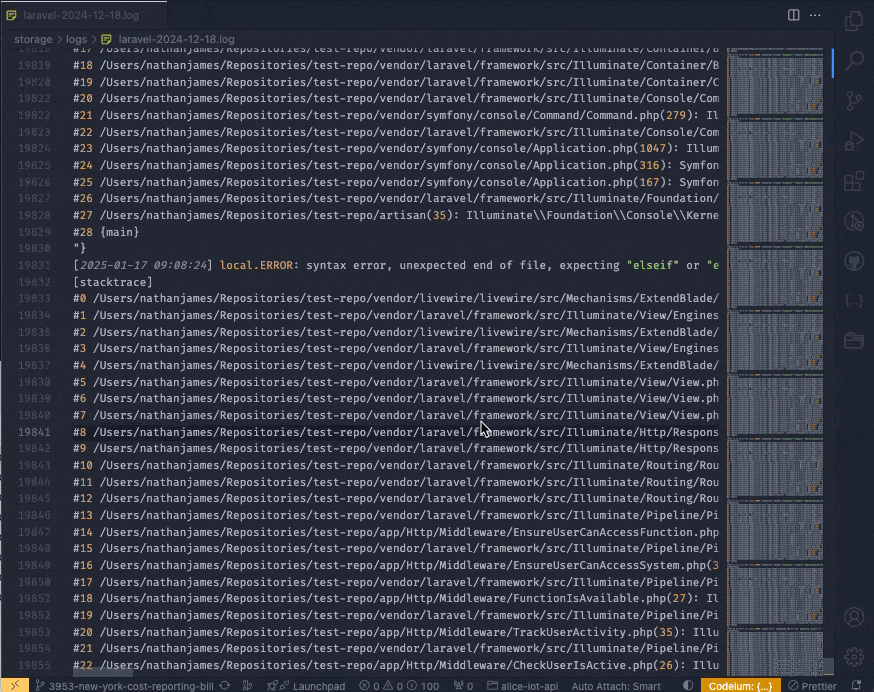 laravel-2024-12-18.log
storage > logs > laravel-2024-12-18.log
#17 /Users/nathanjames/Repositories/test-repo/vendor/laravel/framework/src/Illuminate/Container/B
19819 #18 /Users/nathanjames/Repositories/test-repo/vendor/laravel/framework/src/Illuminate/Container/B
19820 #19 /Users/nathanjames/Repositories/test-repo/vendor/laravel/framework/src/Illuminate/Container/C
19821 #20 /Users/nathanjames/Repositories/test-repo/vendor/laravel/framework/src/Illuminate/Console/Com
19822 #21 /Users/nathanjames/Repositories/test-repo/vendor/symfony/console/Command/Command.php(279): Il
19823 #22 /Users/nathanjames/Repositories/test-repo/vendor/laravel/framework/src/Illuminate/Console/Com
19824 #23 /Users/nathanjames/Repositories/test-repo/vendor/symfony/console/Application.php(1047): Illum
19825 #24 /Users/nathanjames/Repositories/test-repo/vendor/symfony/console/Application.php(316): Symfon
19826 #25 /Users/nathanjames/Repositories/test-repo/vendor/symfony/console/Application.php(167): Symfon
19827 #26 /Users/nathanjames/Repositories/test-repo/vendor/laravel/framework/src/Illuminate/Foundation/
19828 #27 /Users/nathanjames/Repositories/test-repo/artisan(35): Illuminate\\Foundation\\Console\\Kerne
19829 #28 {main}
19830 "}
19831 [2025-01-17 09:08:24] local.ERROR: syntax error, unexpected end of file, expecting "elseif" or "e
19832 [stacktrace]
19833 #0 /Users/nathanjames/Repositories/test-repo/vendor/livewire/livewire/src/Mechanisms/ExtendBlade/
19834 #1 /Users/nathanjames/Repositories/test-repo/vendor/laravel/framework/src/Illuminate/View/Engines
19835 #2 /Users/nathanjames/Repositories/test-repo/vendor/livewire/livewire/src/Mechanisms/ExtendBlade/
19836 #3 /Users/nathanjames/Repositories/test-repo/vendor/laravel/framework/src/Illuminate/View/Engines
19837 #4 /Users/nathanjames/Repositories/test-repo/vendor/livewire/livewire/src/Mechanisms/ExtendBlade/
19838 #5 /Users/nathanjames/Repositories/test-repo/vendor/laravel/framework/src/Illuminate/View/View.ph
19839 #6 /Users/nathanjames/Repositories/test-repo/vendor/laravel/framework/src/Illuminate/View/View.ph
19840 #7 /Users/nathanjames/Repositories/test-repo/vendor/laravel/framework/src/Illuminate/View/View.ph
19841 #8 /Users/nathanjames/Repositories/test-repo/vendor/laravel/framework/src/Illuminate/Http/Respons
19842 #9 /Users/nathanjames/Repositories/test-repo/vendor/laravel/framework/src/Illuminate/Http/Respons
19843 #10 /Users/nathanjames/Repositories/test-repo/vendor/laravel/framework/src/Illuminate/Routing/Rou
19844 #11 /Users/nathanjames/Repositories/test-repo/vendor/laravel/framework/src/Illuminate/Routing/Rou
19845 #12 /Users/nathanjames/Repositories/test-repo/vendor/laravel/framework/src/Illuminate/Routing/Rou
19846 #13 /Users/nathanjames/Repositories/test-repo/vendor/laravel/framework/src/Illuminate/Pipeline/Pi
19847 #14 /Users/nathanjames/Repositories/test-repo/app/Http/Middleware/EnsureUserCanAccessFunction.php
19848 #15 /Users/nathanjames/Repositories/test-repo/vendor/laravel/framework/src/Illuminate/Pipeline/Pi
19849 #16 /Users/nathanjames/Repositories/test-repo/app/Http/Middleware/EnsureUserCanAccessSystem.php(3
19850 #17 /Users/nathanjames/Repositories/test-repo/vendor/laravel/framework/src/Illuminate/Pipeline/Pi
19851 #18 /Users/nathanjames/Repositories/test-repo/app/Http/Middleware/FunctionIsAvailable.php(27): Il
19852 #19 /Users/nathanjames/Repositories/test-repo/vendor/laravel/framework/src/Illuminate/Pipeline/Pi
19853 #20 /Users/nathanjames/Repositories/test-repo/app/Http/Middleware/TrackUserActivity.php(35): Illu
19854 #21 /Users/nathanjames/Repositories/test-repo/vendor/laravel/framework/src/Illuminate/Pipeline/Pi
19855 #22 /Users/nathanjames/Repositories/test-repo/app/Http/Middleware/CheckUserIsActive.php(26): Illu
3953-new-york-cost-reporting-bill Launchpad 0 0 100 0 alice-iot-api Auto Attach: Smart Codeium: {...} Prettier